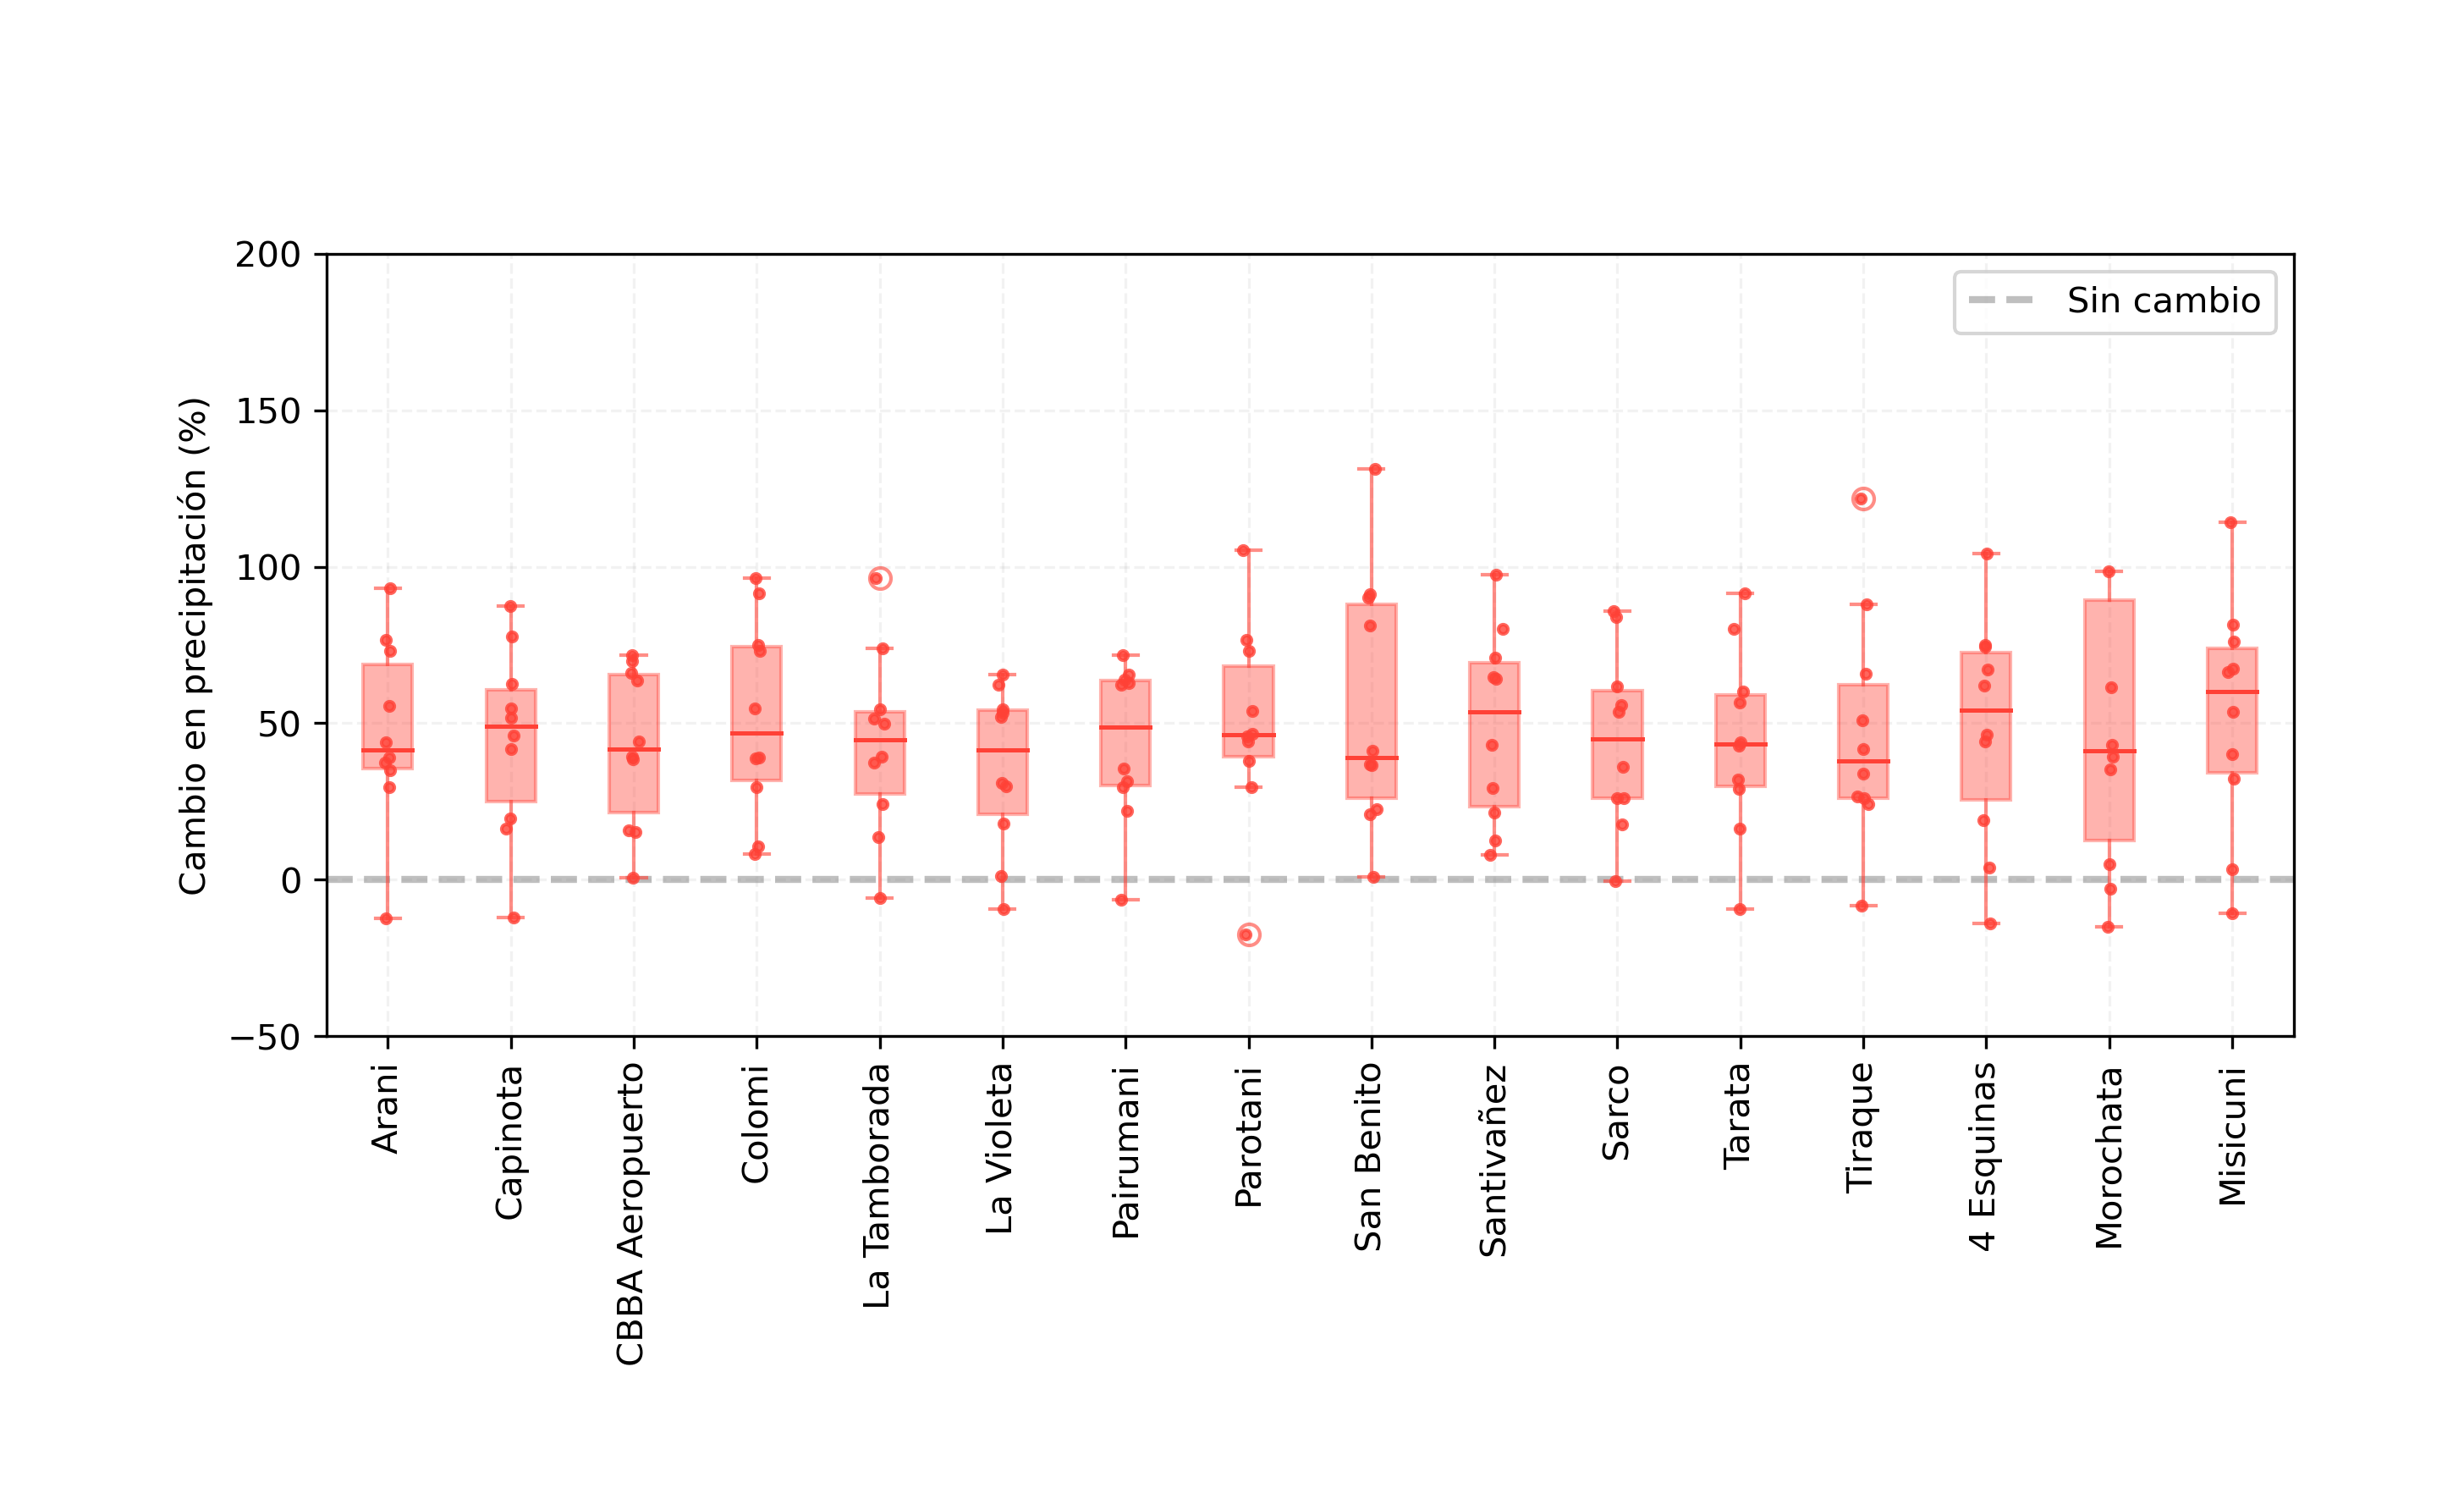 200
150
100
50
0
−50
Cambio en precipitación (%)
Sin cambio
Arani
Capinota
CBBA Aeropuerto
Colomi
La Tamborada
La Violeta
Pairumani
Parotani
San Benito
Santivañez
Sarco
Tarata
Tiraque
4 Esquinas
Morochata
Misicuni